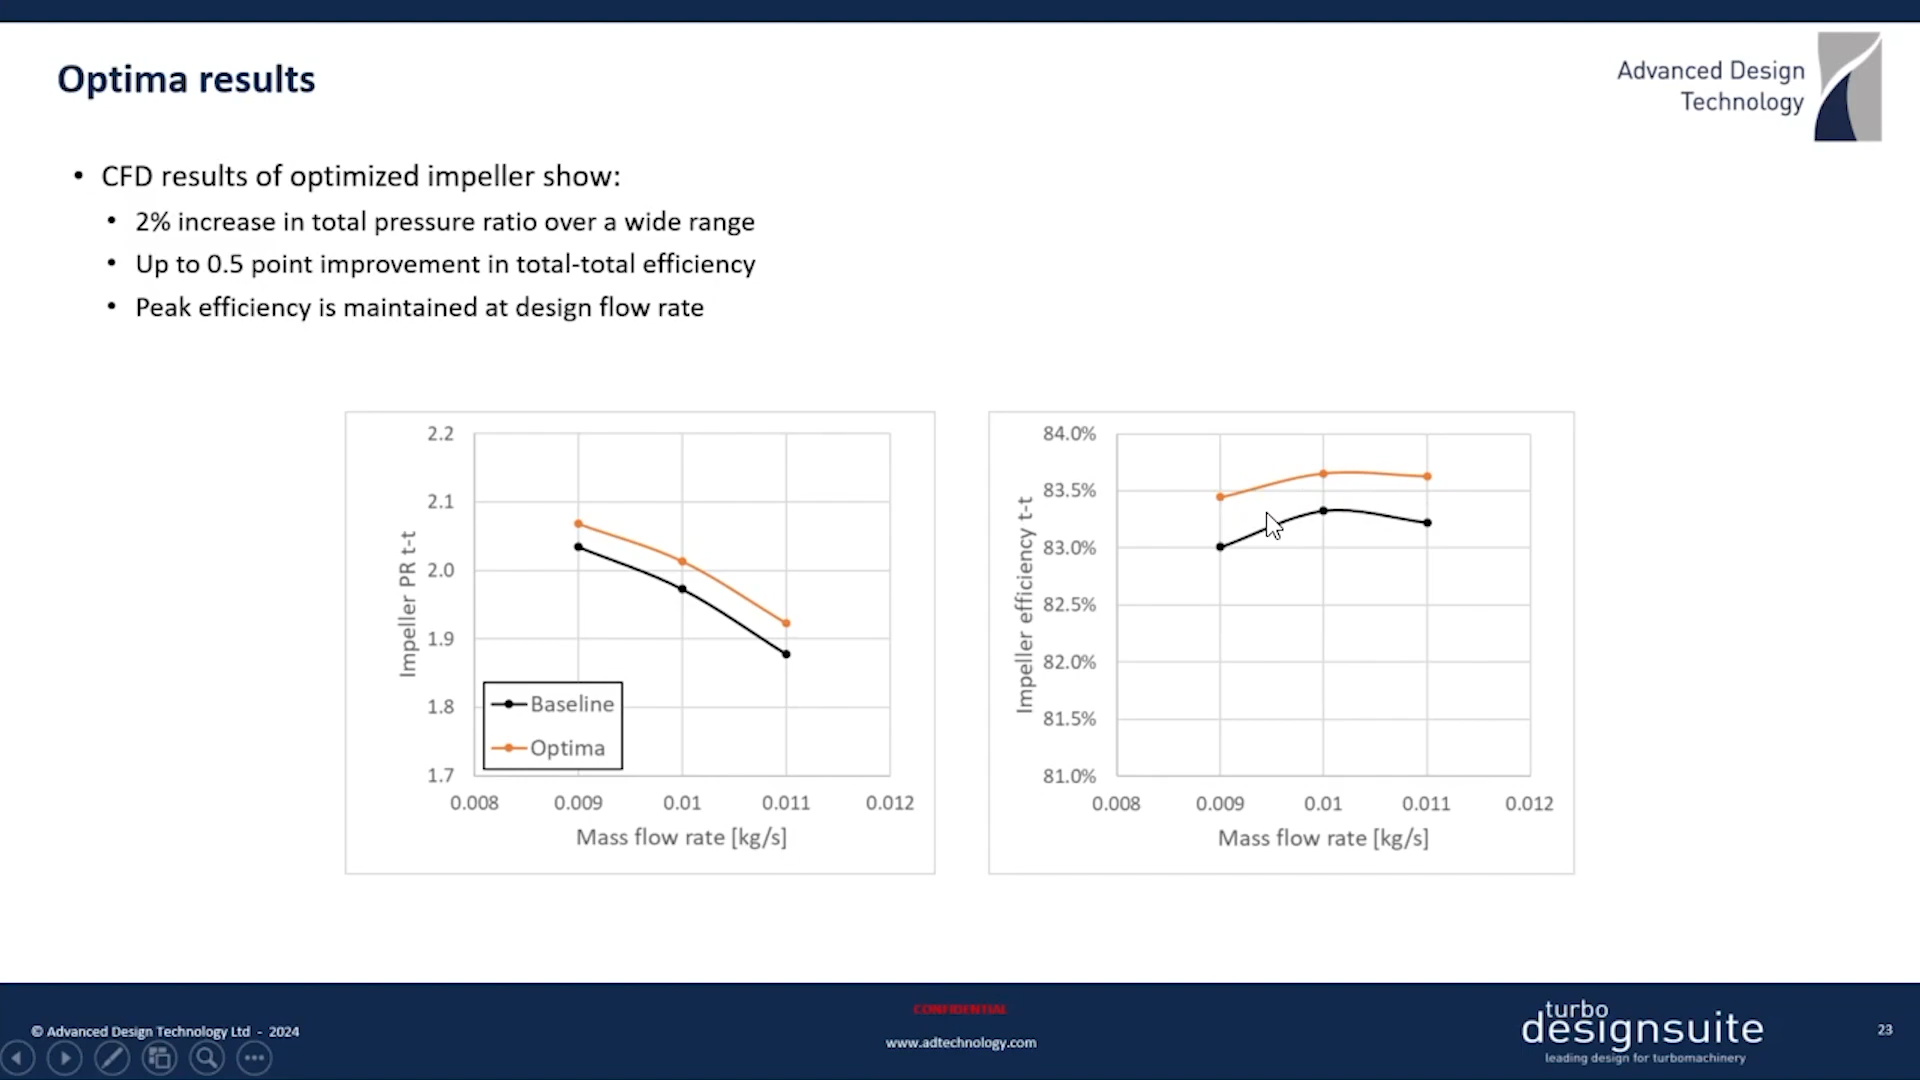 Optima results
Advanced Design
Technology
• CFD results of optimized impeller show:
• 2% increase in total pressure ratio over a wide range
• Up to 0.5 point improvement in total-total efficiency
• Peak efficiency is maintained at design flow rate
2.2
2.1
2.0
1.9
1.8
1.7
Impeller PR t-t
Baseline
Optima
0.008 0.009 0.01 0.011 0.012
Mass flow rate [kg/s]
84.0%
83.5%
83.0%
82.5%
82.0%
81.5%
81.0%
Impeller efficiency t-t
0.008 0.009 0.01 0.011 0.012
Mass flow rate [kg/s]
© Advanced Design Technology Ltd - 2024
CONFIDENTIAL
www.adtechnology.com
turbo
designsuite
leading design for turbomachinery
23